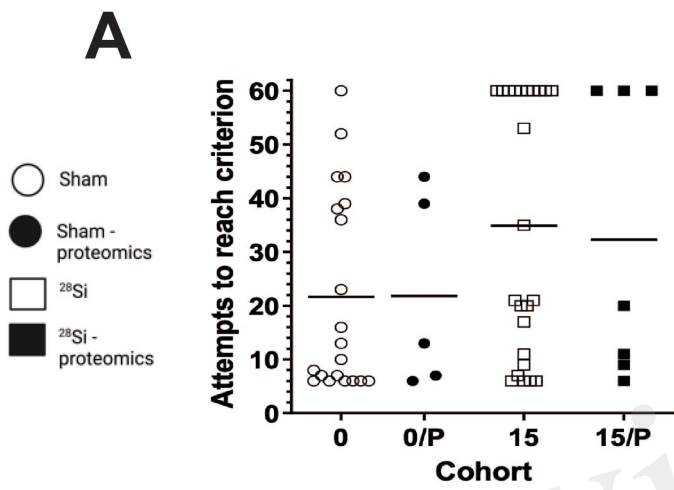 A
Sham
Sham -
proteomics
²⁸Si
²⁸Si -
proteomics
Attempts to reach criterion
60
50
40
30
20
10
0
0 0/P 15 15/P
Cohort